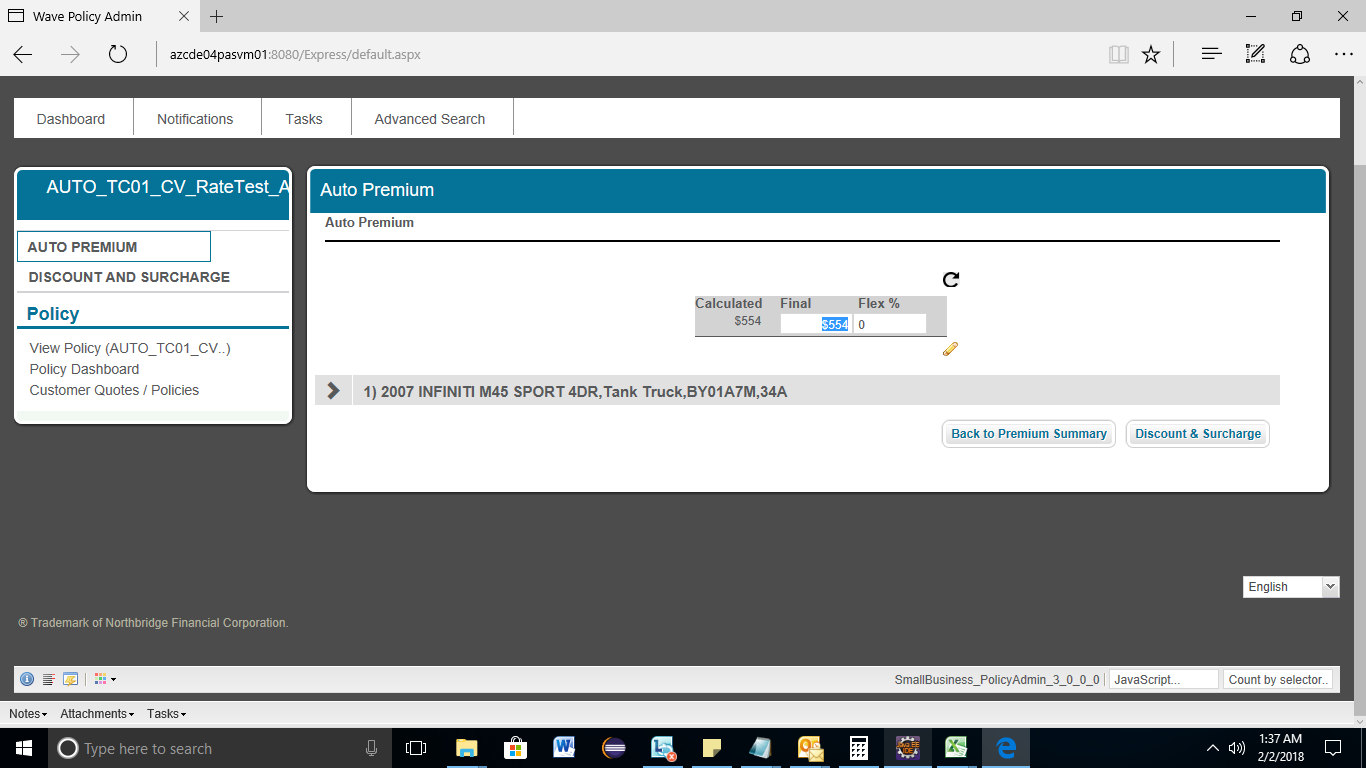 Wave Policy Admin
azcde04pasvm01:8080/Express/default.aspx
Dashboard Notifications Tasks Advanced Search
AUTO_TC01_CV_RateTest_A
AUTO PREMIUM
DISCOUNT AND SURCHARGE
Policy
View Policy (AUTO_TC01_CV..)
Policy Dashboard
Customer Quotes / Policies
Auto Premium
Auto Premium
Calculated Final Flex %
$554 $554 0
1) 2007 INFINITI M45 SPORT 4DR,Tank Truck,BY01A7M,34A
Back to Premium Summary Discount & Surcharge
English
® Trademark of Northbridge Financial Corporation.
SmallBusiness_PolicyAdmin_3_0_0_0 JavaScript... Count by selector..
Notes Attachments Tasks
Type here to search
1:37 AM
2/2/2018